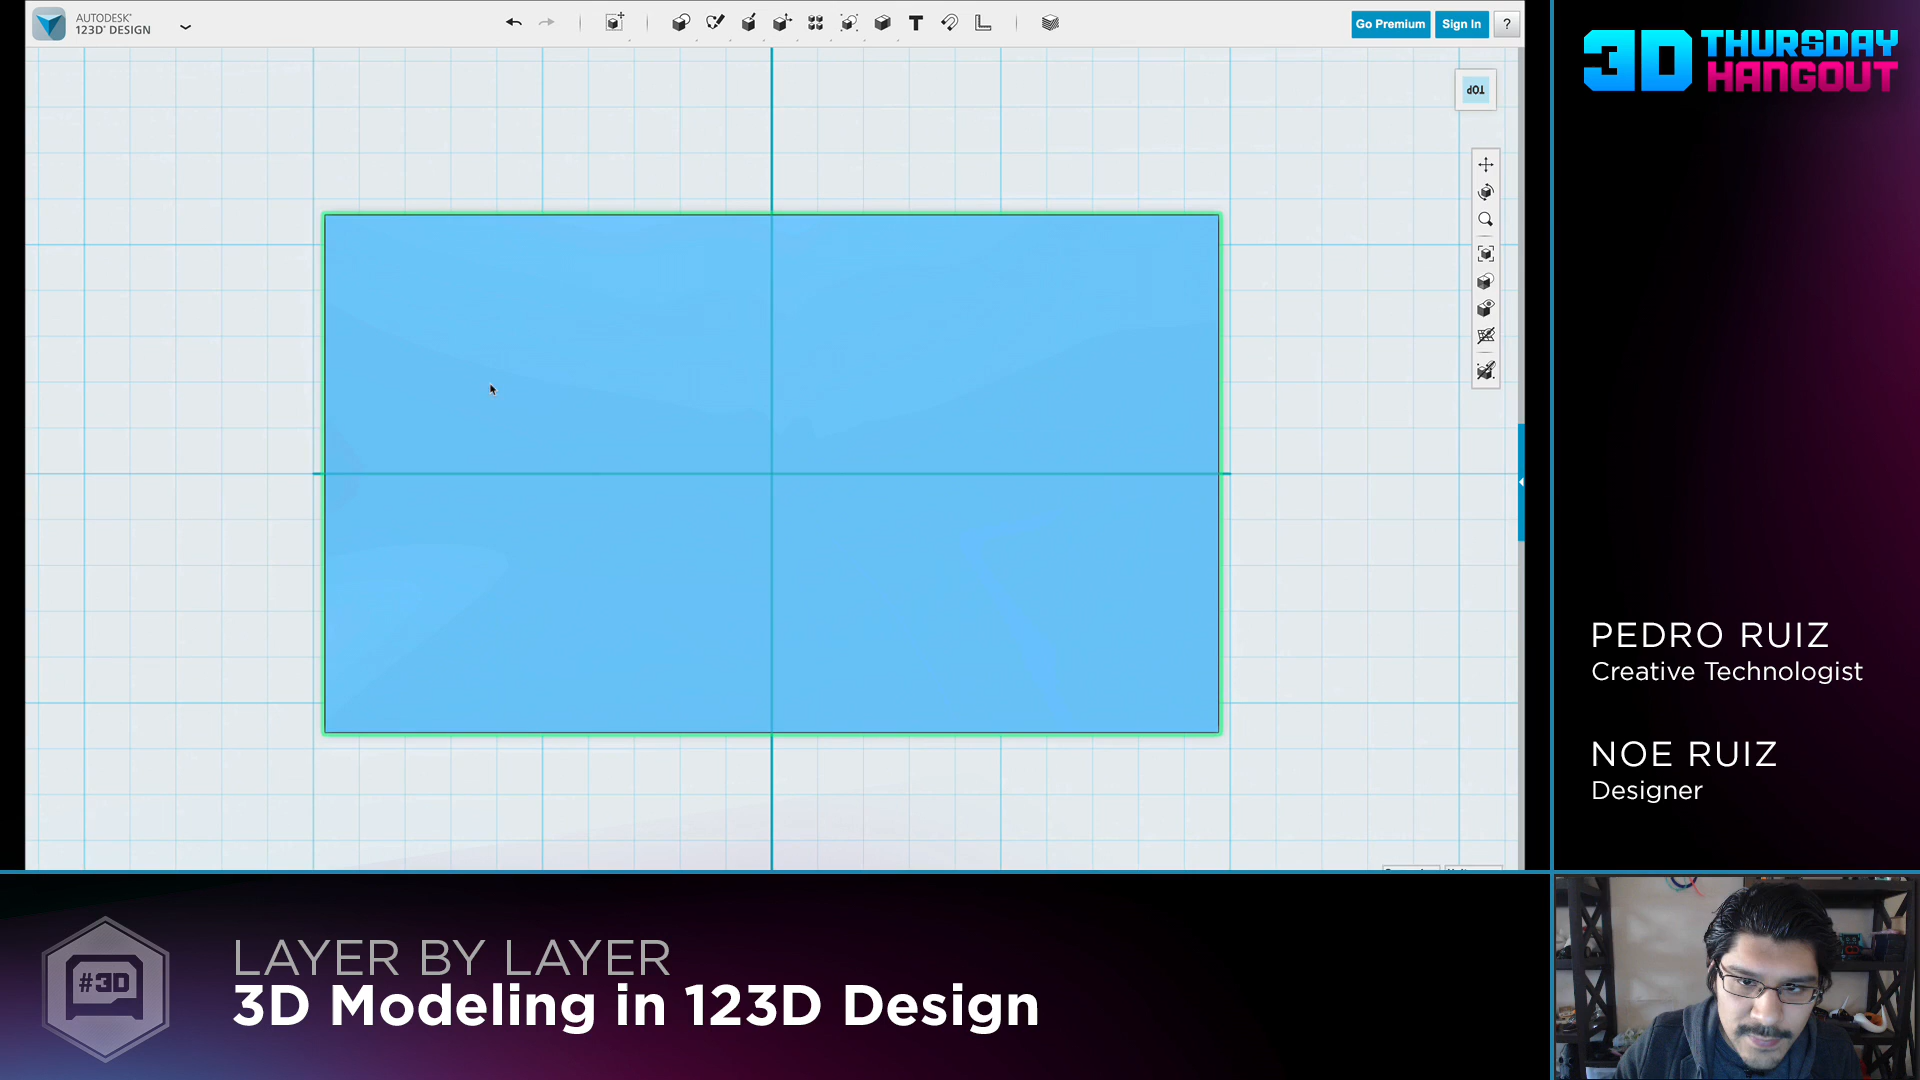 AUTODESK®
123D® DESIGN
T
Go Premium
Sign In
?
TOP
3D THURSDAY
HANGOUT
PEDRO RUIZ
Creative Technologist
NOE RUIZ
Designer
#3D
LAYER BY LAYER
3D Modeling in 123D Design